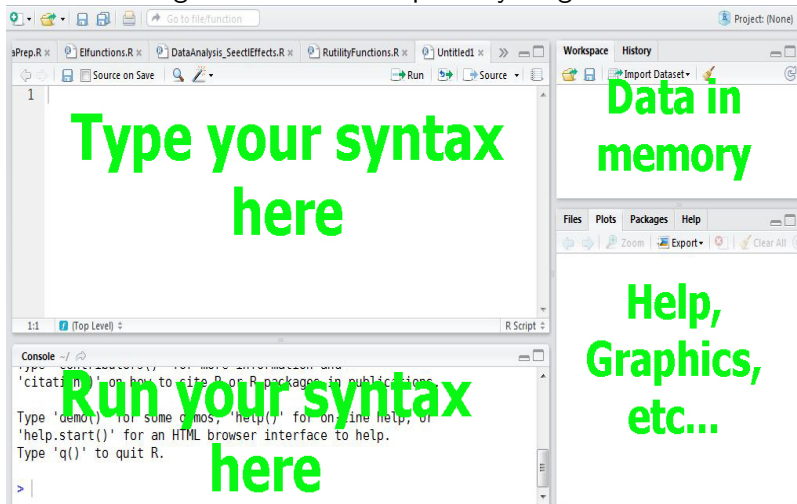 Go to file/function
Project: (None)
aPrep.R
Elfunctions.R
DataAnalysis_SeectlEffects.R
RutilityFunctions.R
Untitled1
Source on Save
Run
Source
1
Type your syntax
here
1:1
(Top Level)
R Script
Console ~/
'citation()' on how to cite R or R packages in publications.
Type 'demo()' for some demos, 'help()' for on-line help, or
'help.start()' for an HTML browser interface to help.
Type 'q()' to quit R.
>
Run your syntax
here
Workspace
History
Import Dataset
Data in
memory
Files
Plots
Packages
Help
Zoom
Export
Clear All
Help,
Graphics,
etc...